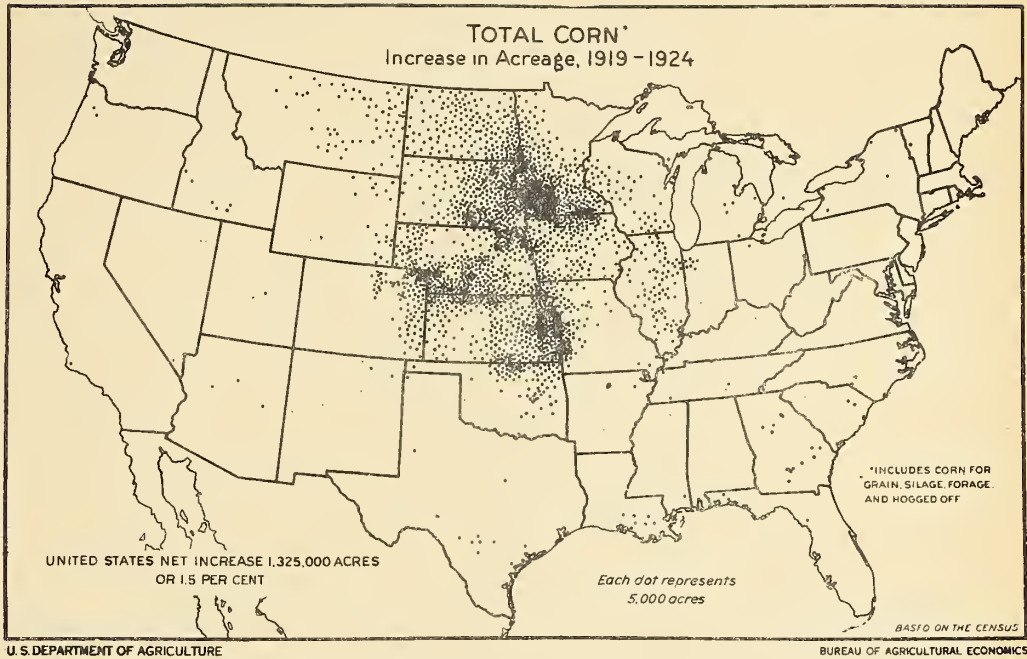 TOTAL CORN*
Increase in Acreage, 1919-1924
*INCLUDES CORN FOR
GRAIN, SILAGE, FORAGE,
AND HOGGED OFF
UNITED STATES NET INCREASE 1,325,000 ACRES
OR 1.5 PER CENT
Each dot represents
5,000 acres
BASED ON THE CENSUS
U.S. DEPARTMENT OF AGRICULTURE
BUREAU OF AGRICULTURAL ECONOMICS